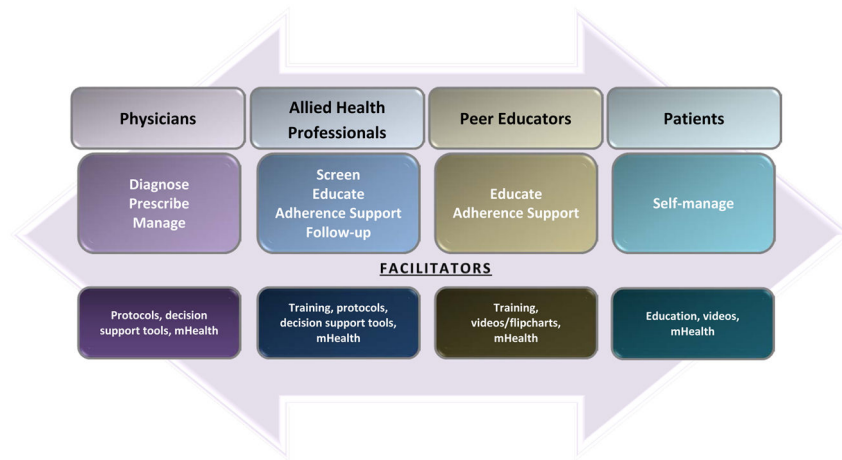 Physicians
Allied Health
Professionals
Peer Educators
Patients
Diagnose
Prescribe
Manage
Screen
Educate
Adherence Support
Follow-up
Educate
Adherence Support
Self-manage
FACILITATORS
Protocols, decision
support tools, mHealth
Training, protocols,
decision support tools,
mHealth
Training,
videos/flipcharts,
mHealth
Education, videos,
mHealth